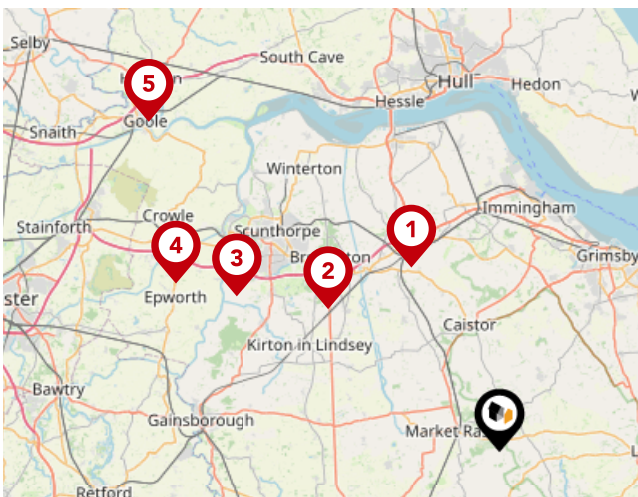 Selby
South Cave
5
Hull
Hedon
Hessle
Goole
Snaith
Winterton
Crowle
Immingham
Stainforth
1
Scunthorpe
4
3
2
Grimsby
Epworth
Caistor
Kirton in Lindsey
Bawtry
Gainsborough
Market
Retford